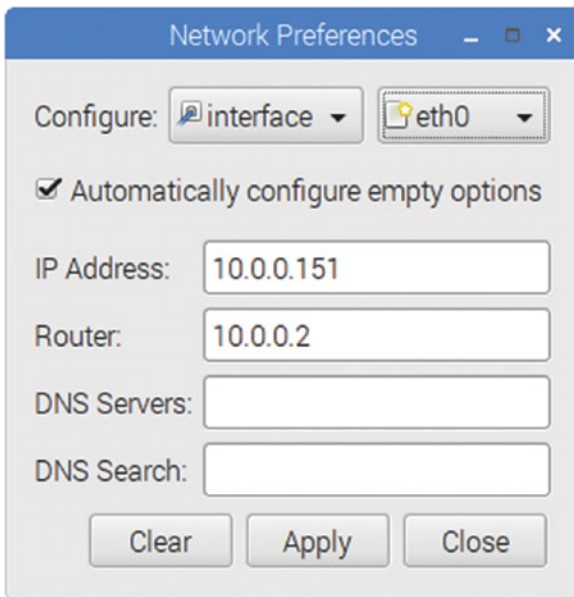 Network Preferences
Configure: interface eth0
Automatically configure empty options
IP Address: 10.0.0.151
Router: 10.0.0.2
DNS Servers:
DNS Search:
Clear Apply Close